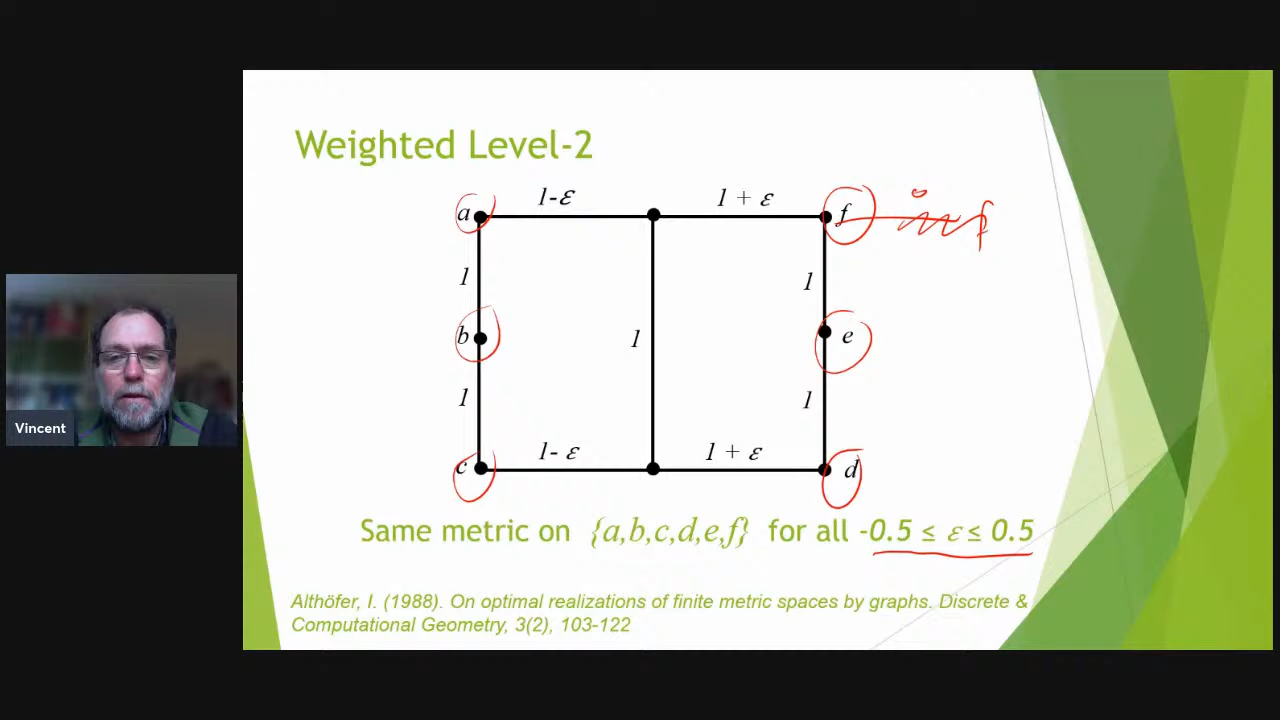 Weighted Level-2
1-ε
1 + ε
a
f
1
1
b
1
e
1
1
1- ε
1 + ε
c
d
Same metric on {a,b,c,d,e,f} for all -0.5 ≤ ε ≤ 0.5
Althöfer, I. (1988). On optimal realizations of finite metric spaces by graphs. Discrete &
Computational Geometry, 3(2), 103-122
Vincent